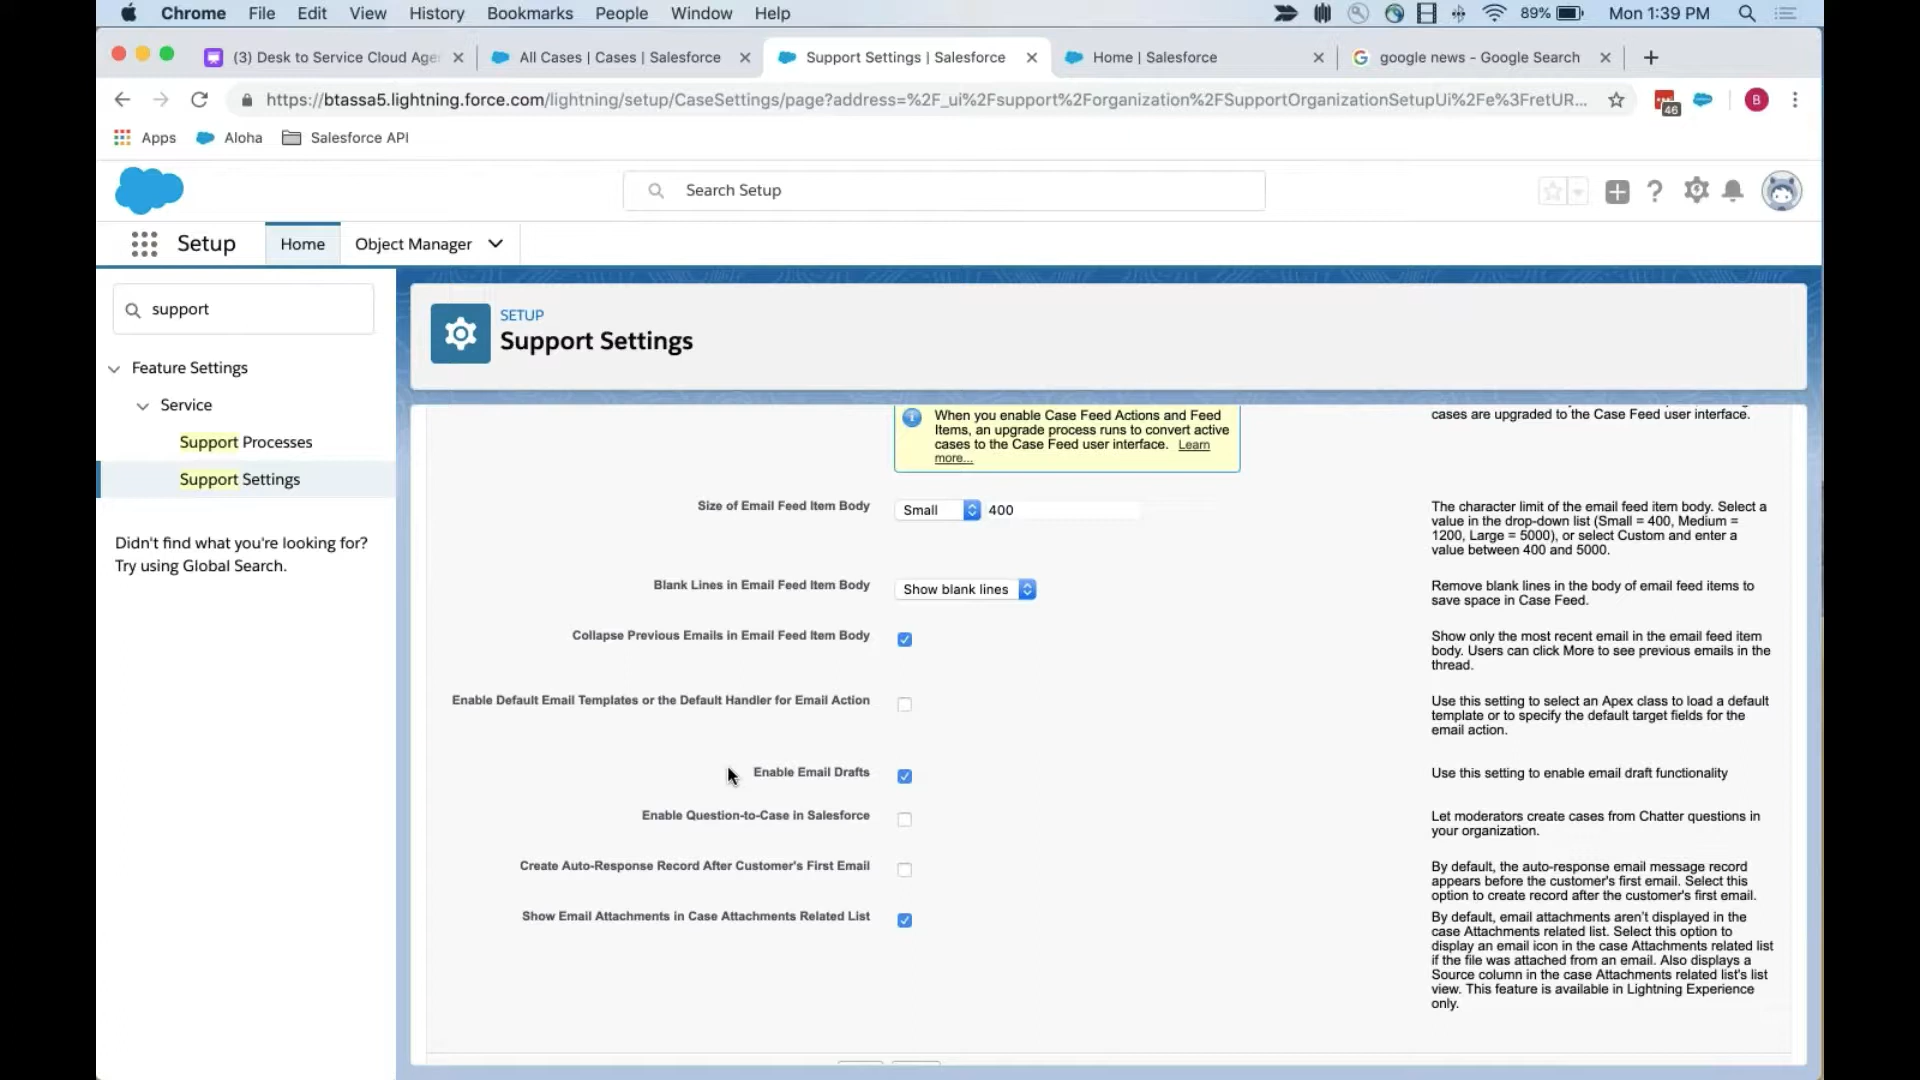 Chrome File Edit View History Bookmarks People Window Help 89% Mon 1:39 PM
(3) Desk to Service Cloud Age All Cases | Cases | Salesforce Support Settings | Salesforce Home | Salesforce google news - Google Search
https://btassa5.lightning.force.com/lightning/setup/CaseSettings/page?address=%2F_ui%2Fsupport%2Forganization%2FSupportOrganizationSetupUi%2Fe%3FretUR... 46 B
Apps Aloha Salesforce API
Search Setup
Setup Home Object Manager
support
Feature Settings
Service
Support Processes
Support Settings
Didn't find what you're looking for?
Try using Global Search.
SETUP
Support Settings
When you enable Case Feed Actions and Feed
Items, an upgrade process runs to convert active
cases to the Case Feed user interface. Learn
more...
cases are upgraded to the Case Feed user interface.
Size of Email Feed Item Body Small 400
The character limit of the email feed item body. Select a
value in the drop-down list (Small = 400, Medium =
1200, Large = 5000), or select Custom and enter a
value between 400 and 5000.
Blank Lines in Email Feed Item Body Show blank lines
Remove blank lines in the body of email feed items to
save space in Case Feed.
Collapse Previous Emails in Email Feed Item Body
Show only the most recent email in the email feed item
body. Users can click More to see previous emails in the
thread.
Enable Default Email Templates or the Default Handler for Email Action
Use this setting to select an Apex class to load a default
template or to specify the default target fields for the
email action.
Enable Email Drafts
Use this setting to enable email draft functionality
Enable Question-to-Case in Salesforce
Let moderators create cases from Chatter questions in
your organization.
Create Auto-Response Record After Customer's First Email
By default, the auto-response email message record
appears before the customer's first email. Select this
option to create record after the customer's first email.
Show Email Attachments in Case Attachments Related List
By default, email attachments aren't displayed in the
case Attachments related list. Select this option to
display an email icon in the case Attachments related list
if the file was attached from an email. Also displays a
Source column in the case Attachments related list's list
view. This feature is available in Lightning Experience
only.